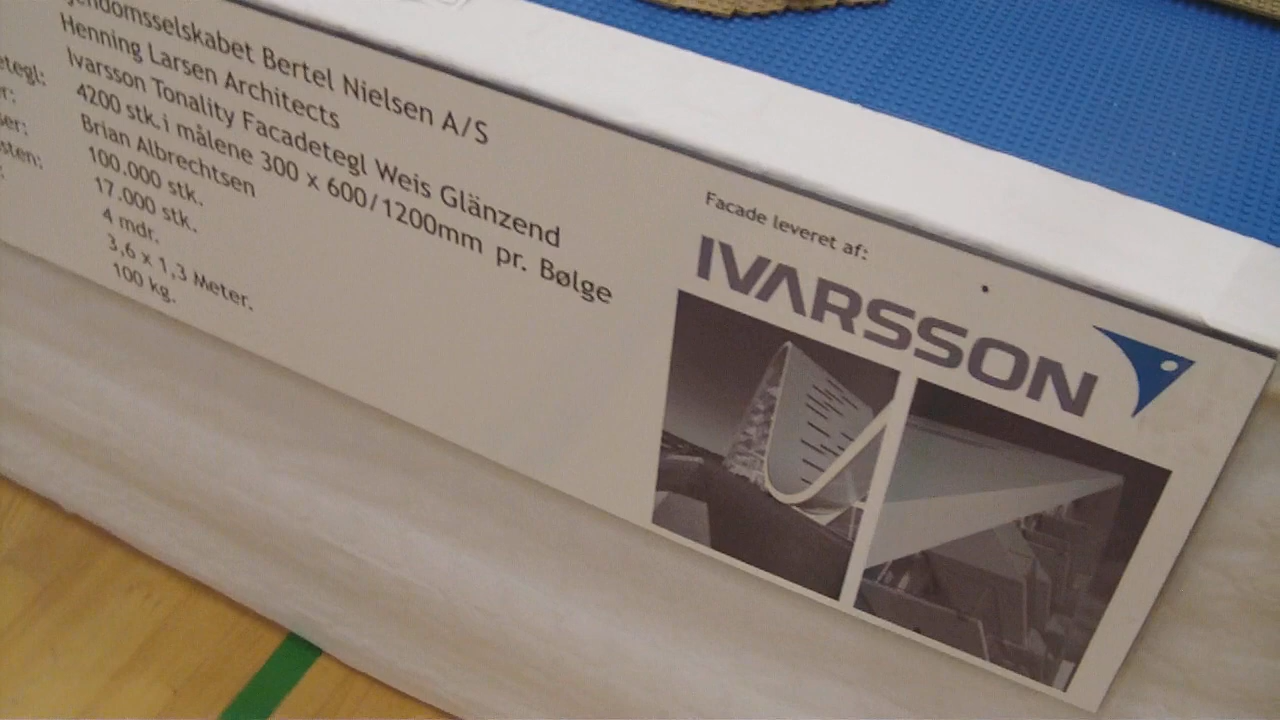 Bertel Nielsen A/S
Henning Larsen Architects
Ivarsson Tonality Facadetegl Weis Glänzend
4200 stk.i målene 300 x 600/1200mm pr. Bølge
Brian Albrechtsen
100.000 stk.
17.000 stk.
4 mdr.
3,6 x 1,3 Meter.
100 kg.
Facade leveret af:
IVARSSON